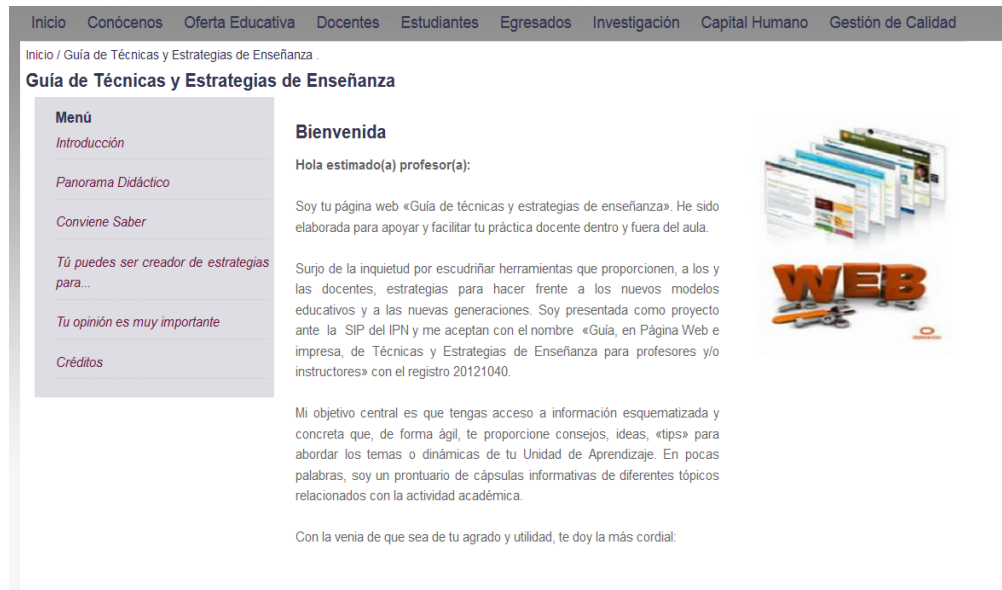 Inicio Conócenos Oferta Educativa Docentes Estudiantes Egresados Investigación Capital Humano Gestión de Calidad
Inicio / Guía de Técnicas y Estrategias de Enseñanza .
Guía de Técnicas y Estrategias de Enseñanza
Menú
Introducción
Panorama Didáctico
Conviene Saber
Tú puedes ser creador de estrategias
para...
Tu opinión es muy importante
Créditos
Bienvenida
Hola estimado(a) profesor(a):
Soy tu página web «Guía de técnicas y estrategias de enseñanza». He sido
elaborada para apoyar y facilitar tu práctica docente dentro y fuera del aula.
Surjo de la inquietud por escudriñar herramientas que proporcionen, a los y
las docentes, estrategias para hacer frente a los nuevos modelos
educativos y a las nuevas generaciones. Soy presentada como proyecto
ante la SIP del IPN y me aceptan con el nombre «Guía, en Página Web e
impresa, de Técnicas y Estrategias de Enseñanza para profesores y/o
instructores» con el registro 20121040.
Mi objetivo central es que tengas acceso a información esquematizada y
concreta que, de forma ágil, te proporcione consejos, ideas, «tips» para
abordar los temas o dinámicas de tu Unidad de Aprendizaje. En pocas
palabras, soy un prontuario de cápsulas informativas de diferentes tópicos
relacionados con la actividad académica.
Con la venia de que sea de tu agrado y utilidad, te doy la más cordial:
WEB